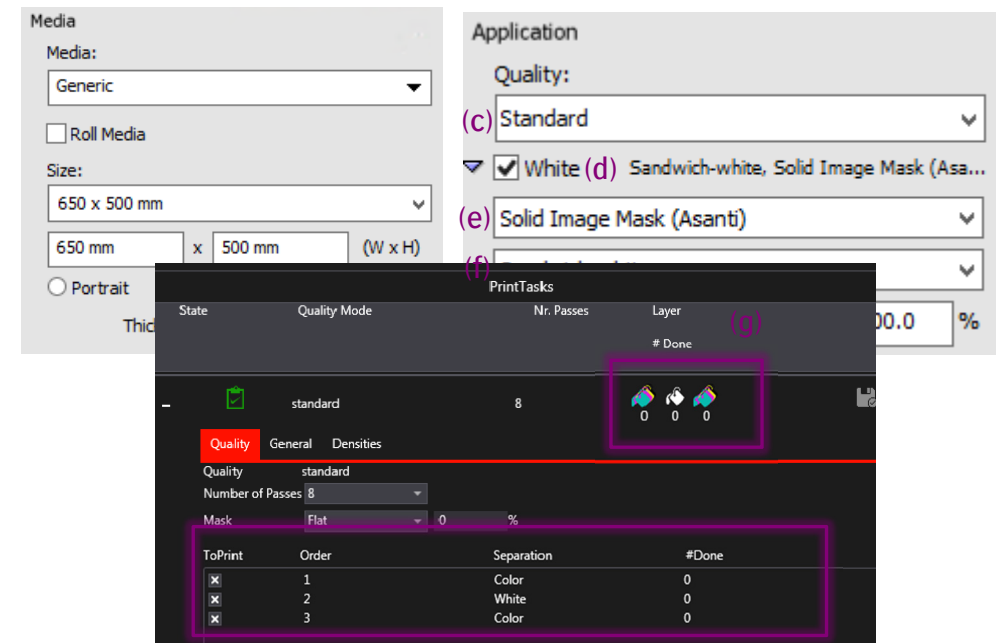 Media
Media:
Generic
Roll Media
Size:
650 x 500 mm
650 mm x 500 mm (W x H)
Portrait
Application
Quality:
(c) Standard
White (d) Sandwich-white, Solid Image Mask (Asa...
(e) Solid Image Mask (Asanti)
(f)
00.0 %
PrintTasks
State Quality Mode Nr. Passes Layer (g)
# Done
standard 8
0 0 0
Quality General Densities
Quality standard
Number of Passes 8
Mask Flat 0 %
ToPrint Order Separation #Done
1 Color 0
2 White 0
3 Color 0